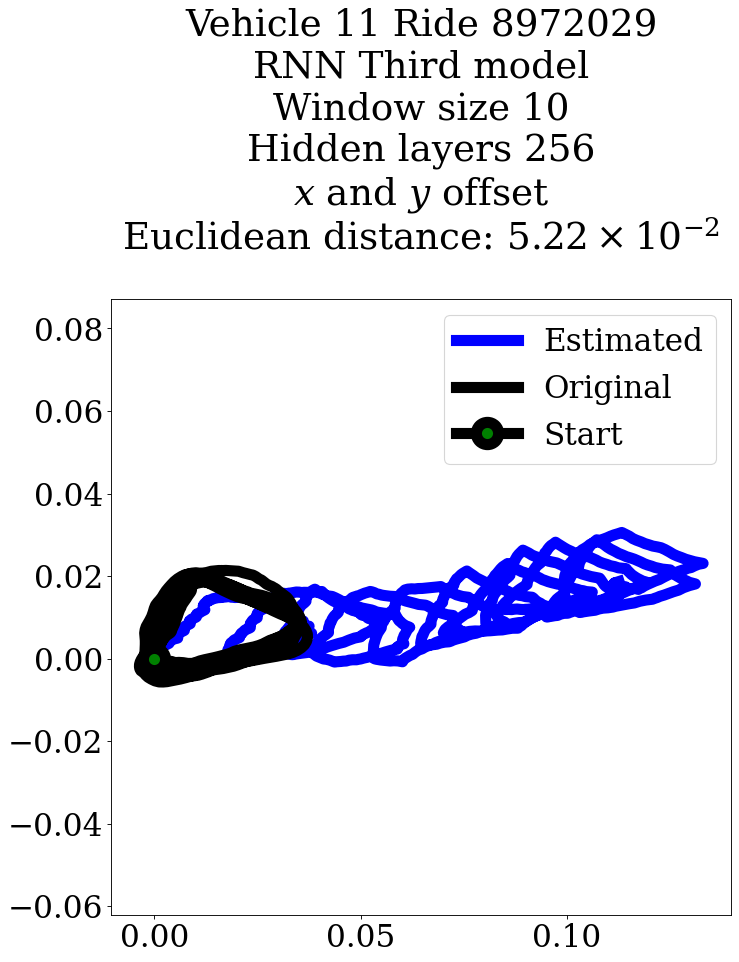 Vehicle 11 Ride 8972029
RNN Third model
Window size 10
Hidden layers 256
x and y offset
Euclidean distance: 5.22 × 10⁻²
Estimated
Original
Start
0.08
0.06
0.04
0.02
0.00
−0.02
−0.04
−0.06
0.00 0.05 0.10